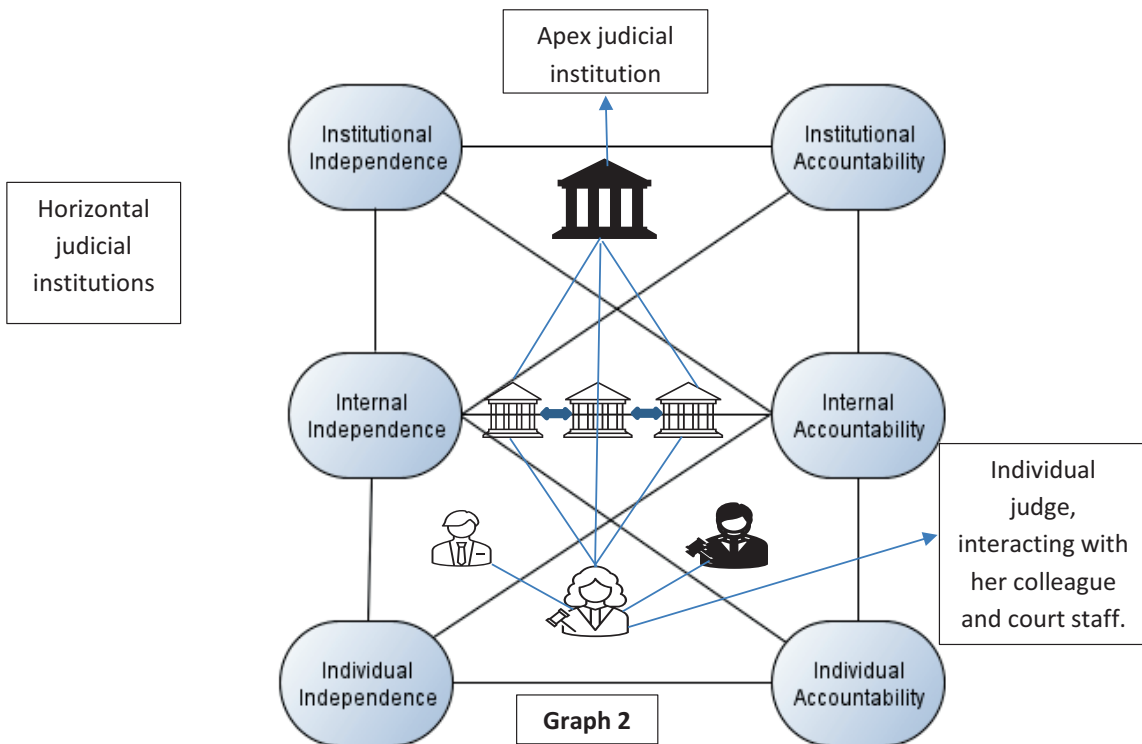 Apex judicial
institution
Institutional
Independence
Institutional
Accountability
Horizontal
judicial
institutions
Internal
Independence
Internal
Accountability
Individual
judge,
interacting with
her colleague
and court staff.
Individual
Independence
Individual
Accountability
Graph 2